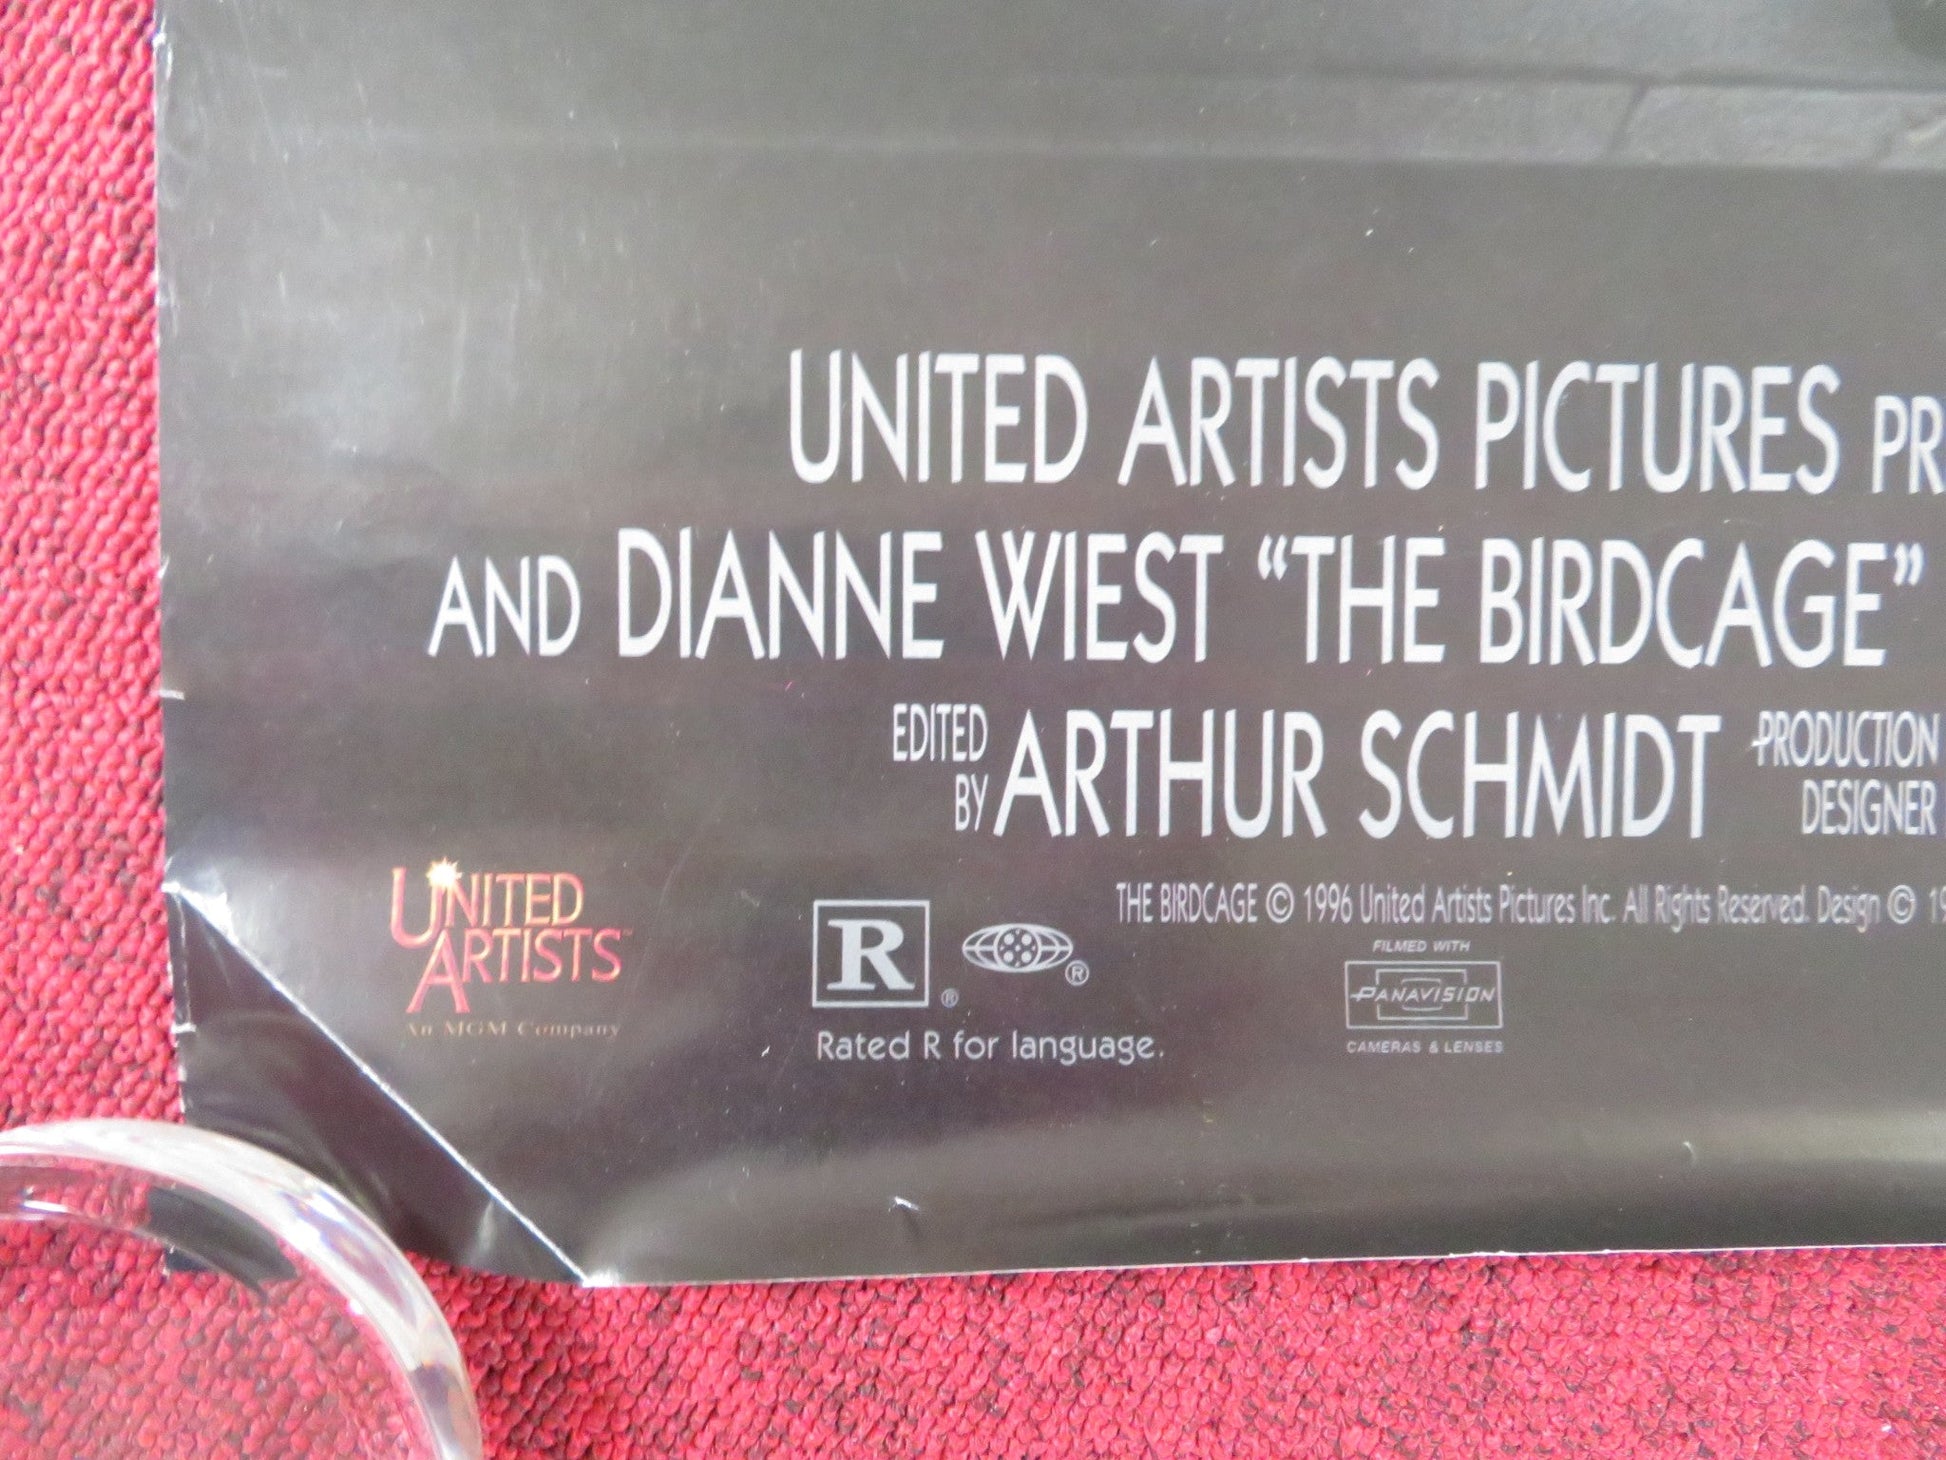 UNITED ARTISTS PICTURES PR
AND DIANNE WIEST “THE BIRDCAGE”
EDITED BY ARTHUR SCHMIDT PRODUCTION DESIGNER
THE BIRDCAGE © 1996 United Artists Pictures Inc. All Rights Reserved. Design © 19
UNITED
ARTISTS™
An MGM Company
R ®
®
Rated R for language.
FILMED WITH
PANAVISION
CAMERAS & LENSES